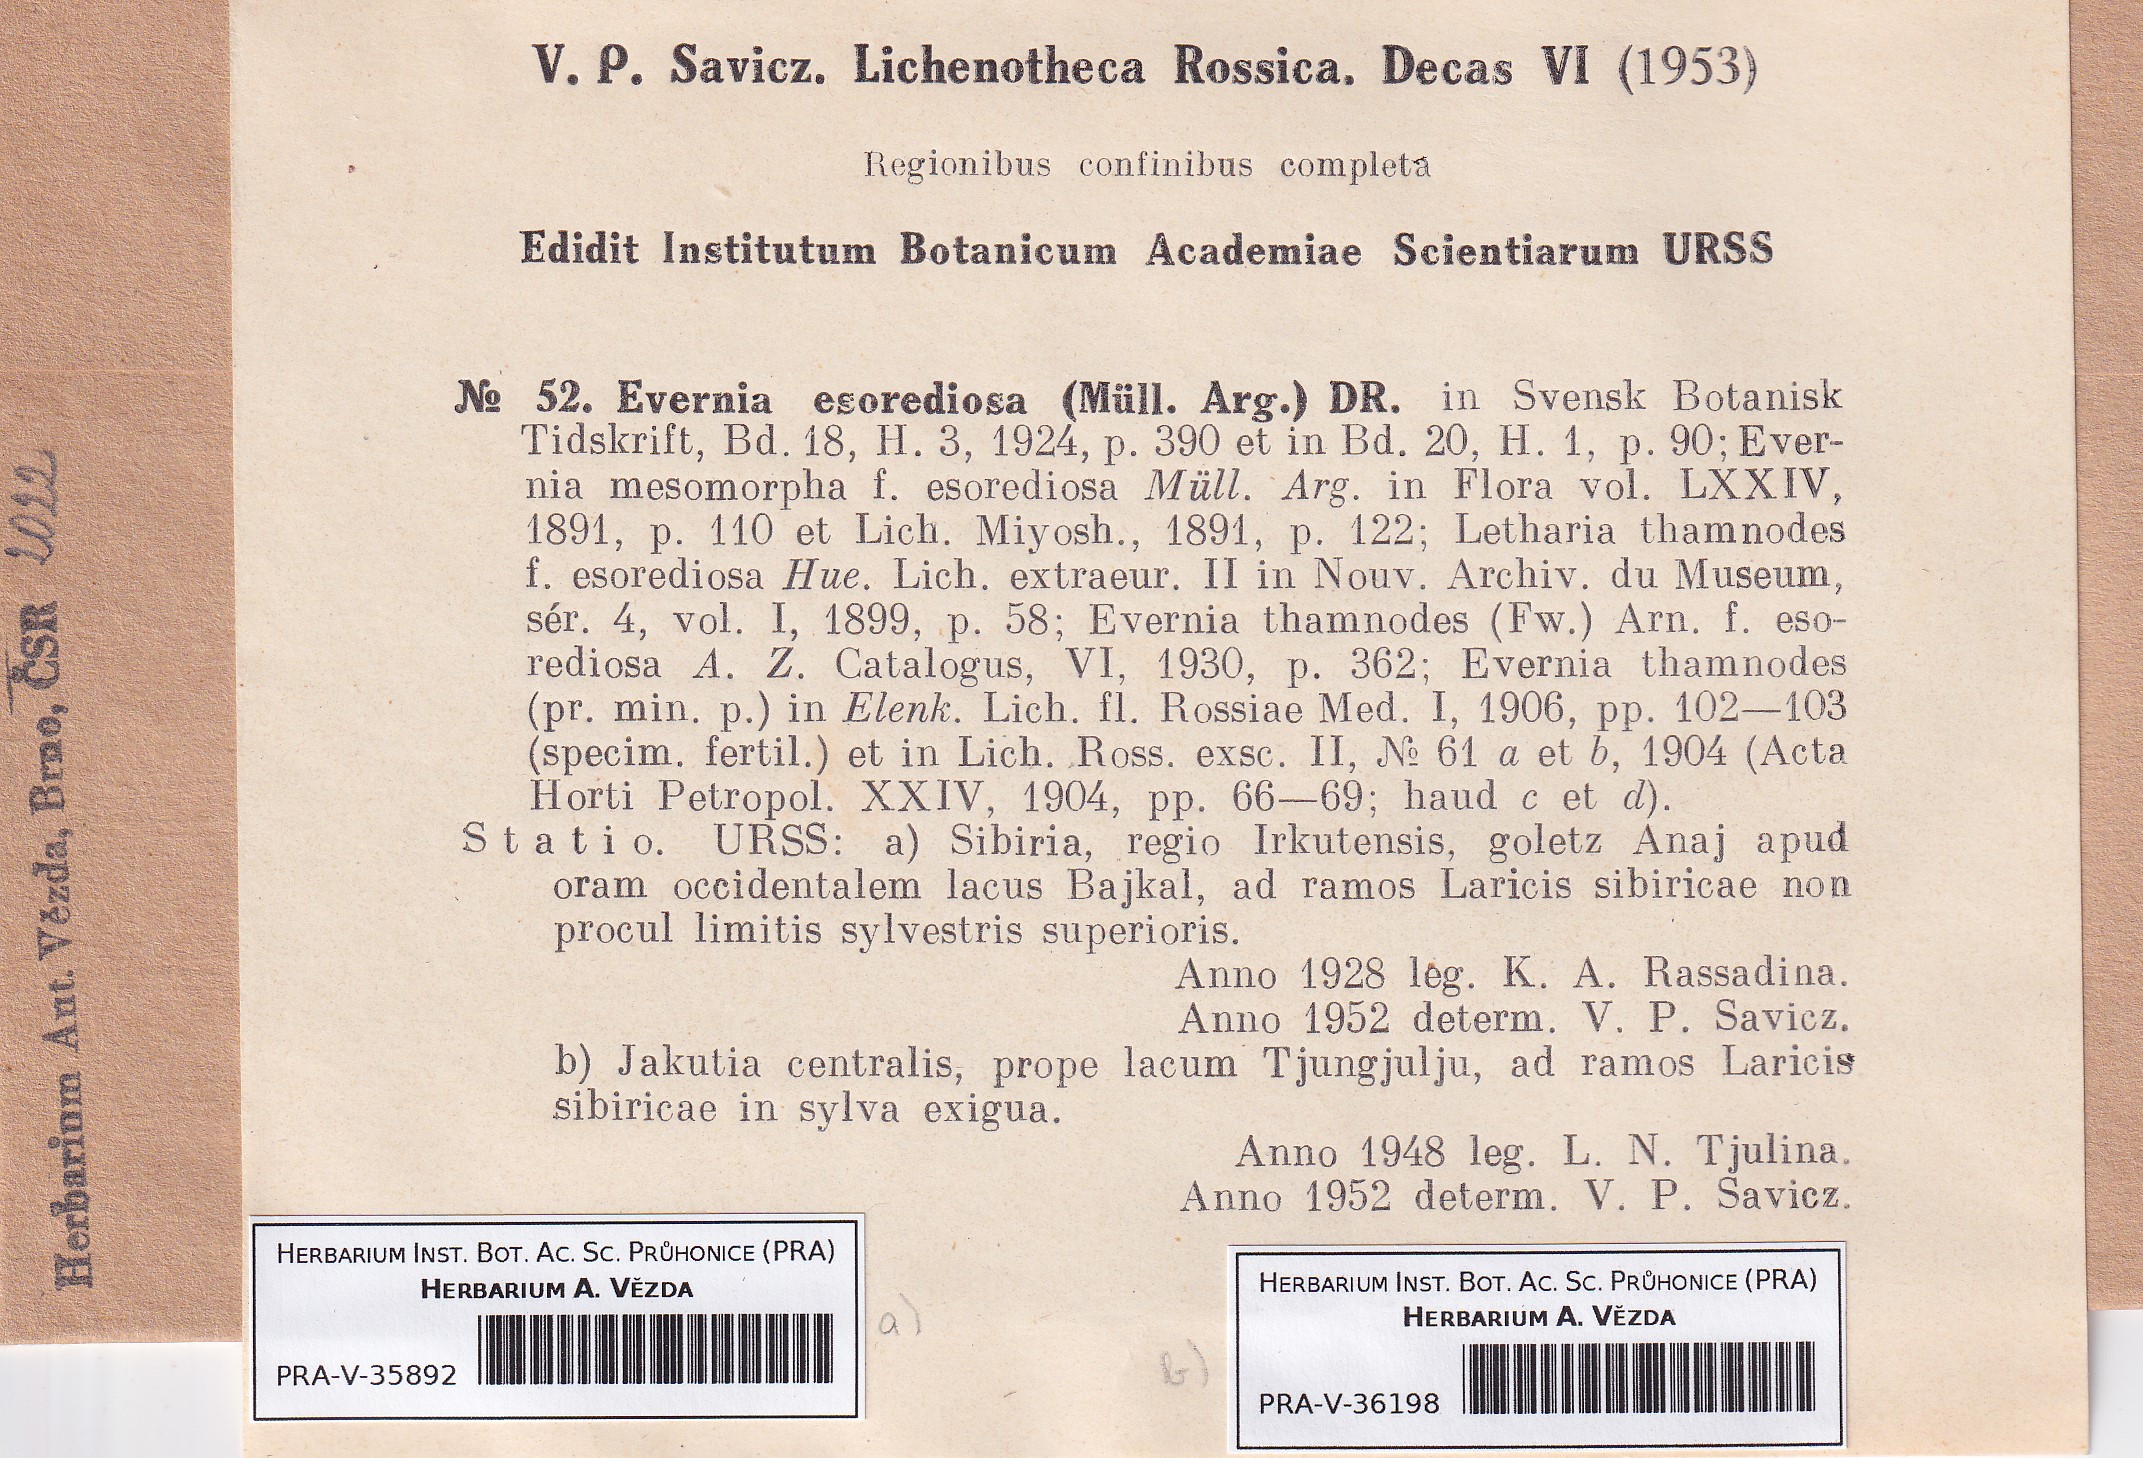 V. P. Savicz. Lichenotheca Rossica. Decas VI (1953)
Regionibus confinibus completa
Edidit Institutum Botanicum Academiae Scientiarum URSS
№ 52. Evernia esorediosa (Müll. Arg.) DR. in Svensk Botanisk
Tidskrift, Bd. 18, H. 3, 1924, p. 390 et in Bd. 20, H. 1, p. 90; Ever-
nia mesomorpha f. esorediosa Müll. Arg. in Flora vol. LXXIV,
1891, p. 110 et Lich. Miyosh., 1891, p. 122; Letharia thamnodes
f. esorediosa Hue. Lich. extraeur. II in Nouv. Archiv. du Museum,
sér. 4, vol. I, 1899, p. 58; Evernia thamnodes (Fw.) Arn. f. eso-
rediosa A. Z. Catalogus, VI, 1930, p. 362; Evernia thamnodes
(pr. min. p.) in Elenk. Lich. fl. Rossiae Med. I, 1906, pp. 102—103
(specim. fertil.) et in Lich. Ross. exsc. II, № 61 a et b, 1904 (Acta
Horti Petropol. XXIV, 1904, pp. 66—69; haud c et d).
Statio. URSS: a) Sibiria, regio Irkutensis, goletz Anaj apud
oram occidentalem lacus Bajkal, ad ramos Laricis sibiricae non
procul limitis sylvestris superioris.
Anno 1928 leg. K. A. Rassadina.
Anno 1952 determ. V. P. Savicz.
b) Jakutia centralis, prope lacum Tjungjulju, ad ramos Laricis
sibiricae in sylva exigua.
Anno 1948 leg. L. N. Tjulina.
Anno 1952 determ. V. P. Savicz.
HERBARIUM INST. BOT. AC. SC. PRŮHONICE (PRA)
HERBARIUM A. VĚZDA
PRA-V-35892
a)
b)
HERBARIUM INST. BOT. AC. SC. PRŮHONICE (PRA)
HERBARIUM A. VĚZDA
PRA-V-36198
Herbarium Ant. Vězda, Brno, ČSR 2022